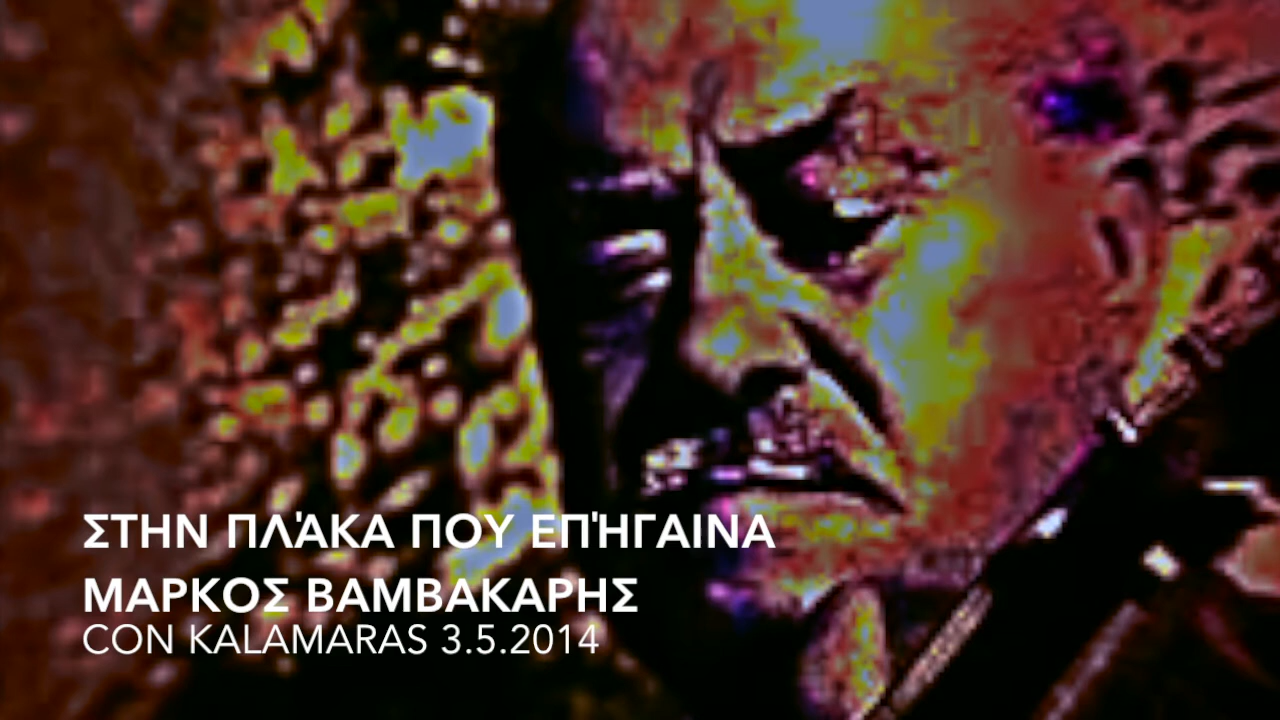 ΣΤΗΝ ΠΛΆΚΑ ΠΟΥ ΕΠΉΓΑΙΝΑ
ΜΑΡΚΟΣ ΒΑΜΒΑΚΑΡΗΣ
CON KALAMARAS 3.5.2014